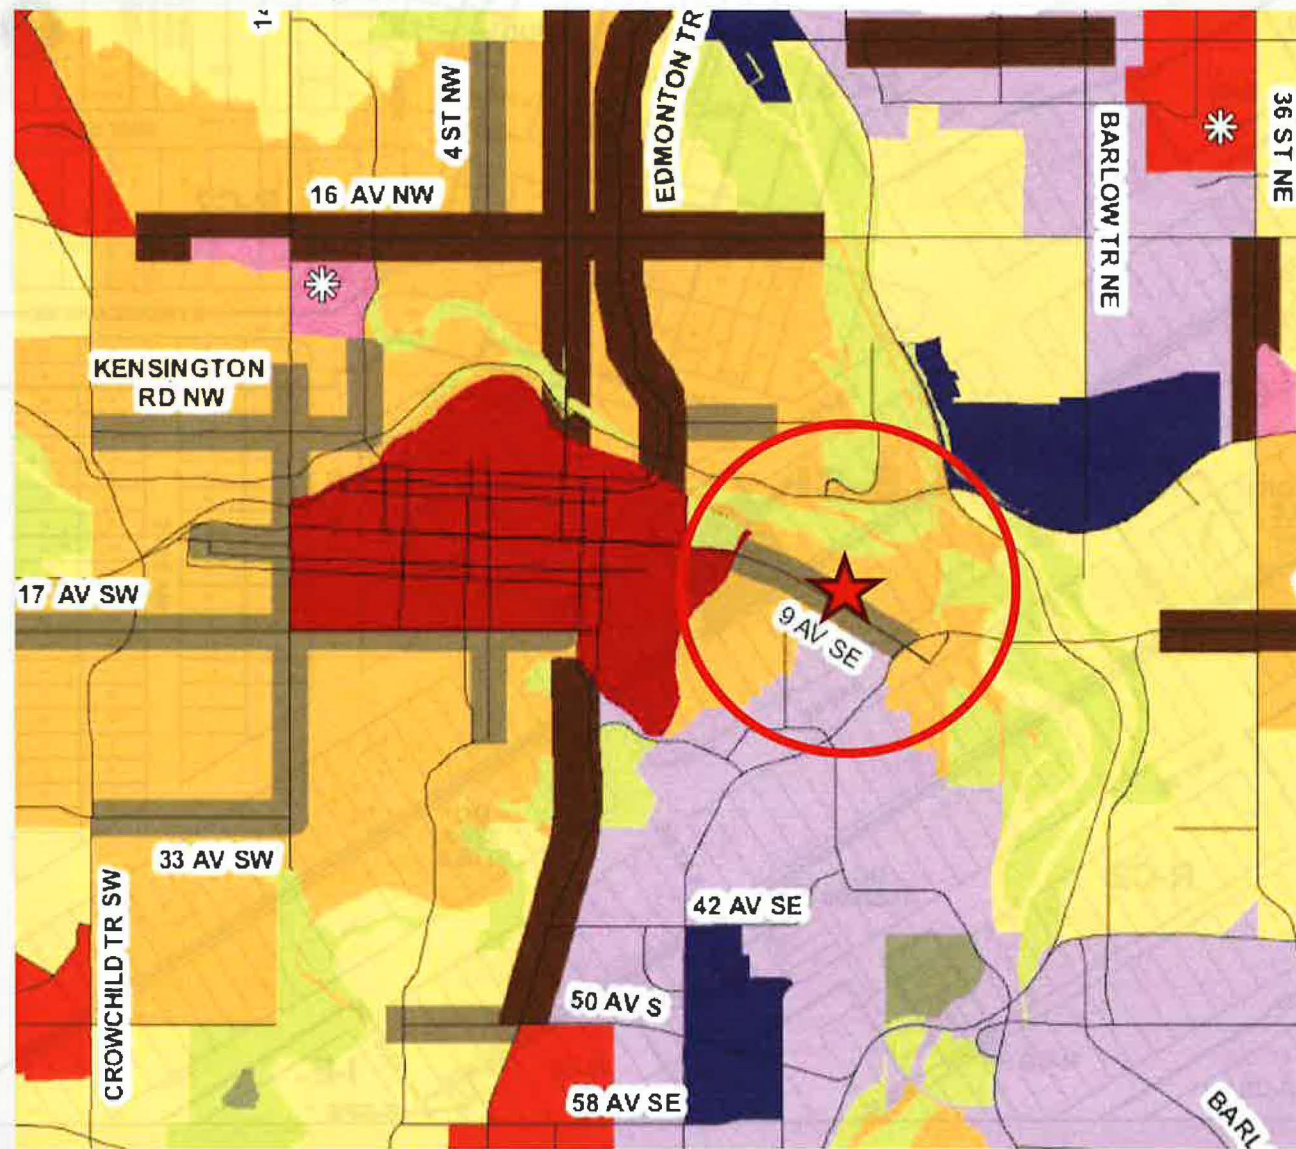 14
EDMONTON TR
4 ST NW
36 ST NE
16 AV NW
BARLOW TR NE
KENSINGTON
RD NW
17 AV SW
9 AV SE
33 AV SW
CROWCHILD TR SW
42 AV SE
50 AV S
58 AV SE
BARL